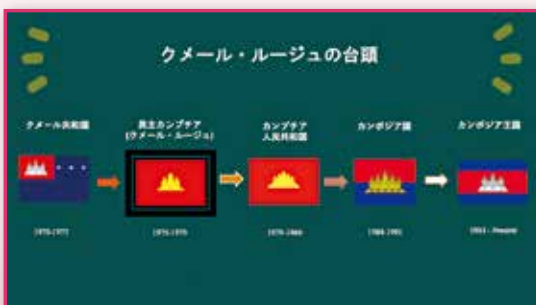 クメール・ルージュの台頭
クメール共和国
民主カンプチア
(クメール・ルージュ)
カンプチア
人民共和国
カンボジア国
カンボジア王国
1975-1979